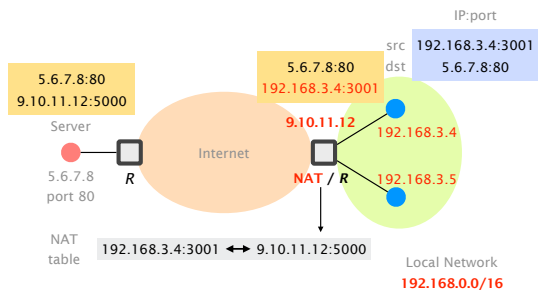 IP:port
src 192.168.3.4:3001
dst 5.6.7.8:80
5.6.7.8:80
192.168.3.4:3001
5.6.7.8:80
9.10.11.12:5000
Server
9.10.11.12
192.168.3.4
Internet
5.6.7.8
port 80
R
NAT / R
192.168.3.5
NAT
table
192.168.3.4:3001 9.10.11.12:5000
Local Network
192.168.0.0/16